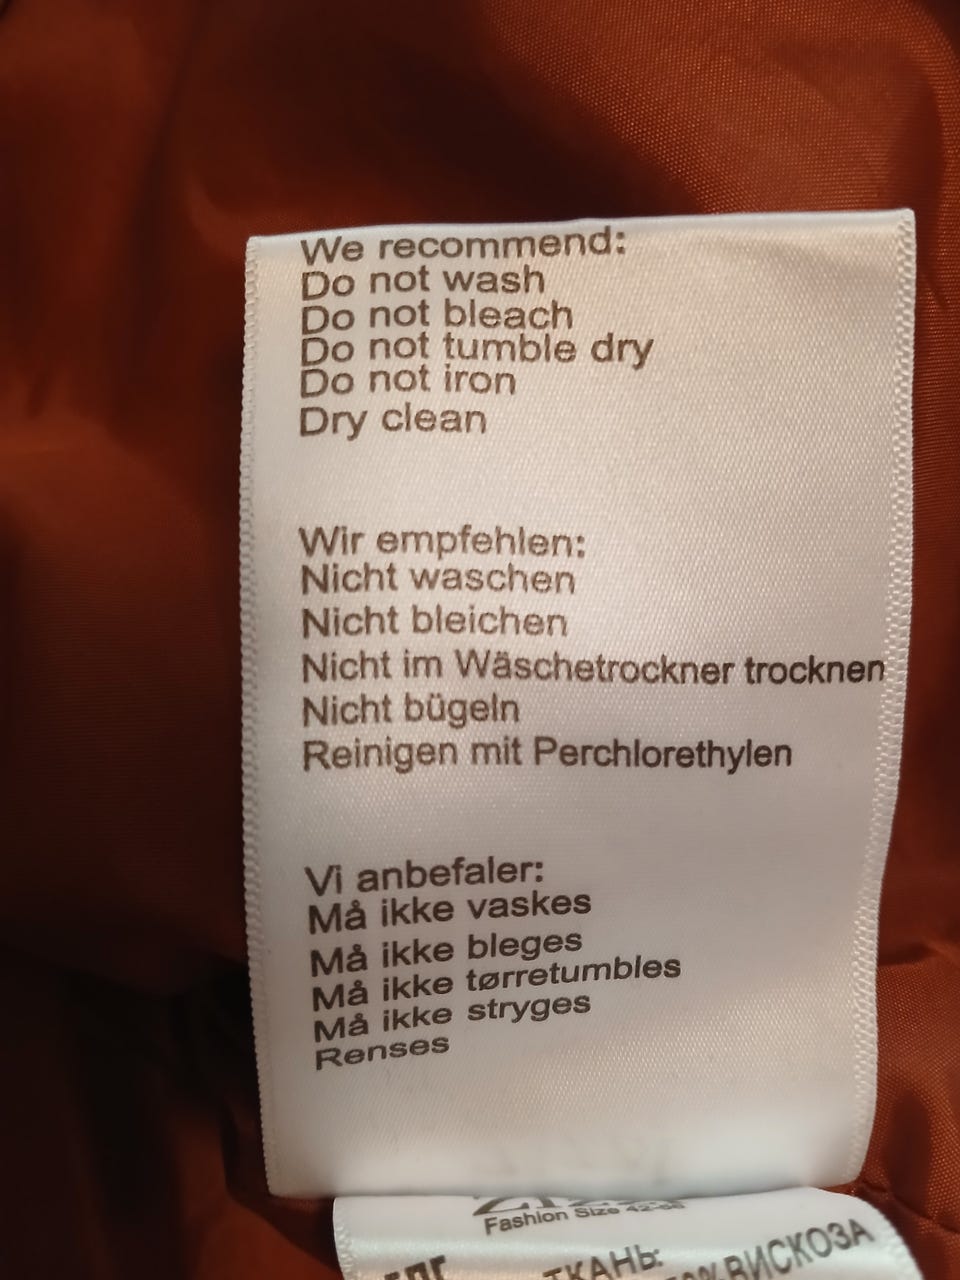 We recommend:
Do not wash
Do not bleach
Do not tumble dry
Do not iron
Dry clean
Wir empfehlen:
Nicht waschen
Nicht bleichen
Nicht im Wäschetrockner trocknen
Nicht bügeln
Reinigen mit Perchlorethylen
Vi anbefaler:
Må ikke vaskes
Må ikke bleges
Må ikke tørretumbles
Må ikke stryges
Renses
Fashion Size
ТКАНЬ:
ВИСКОЗА